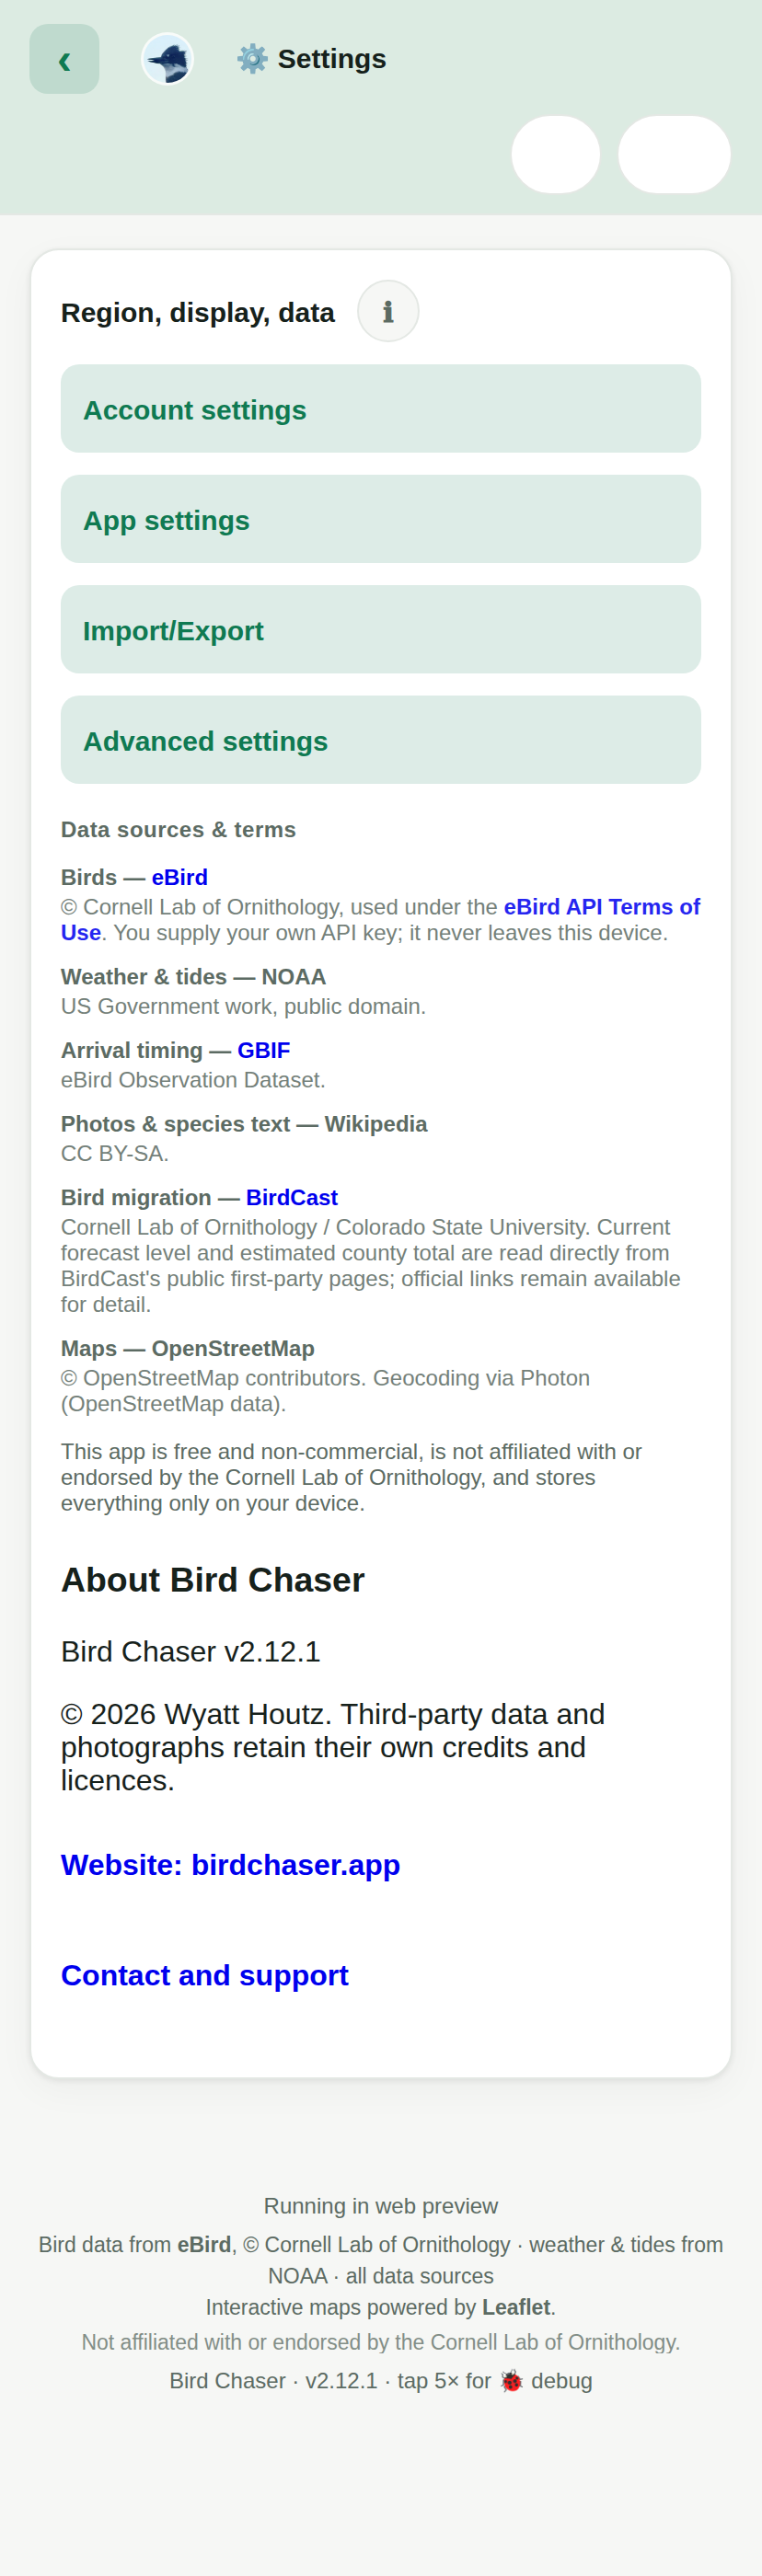 ‹
⚙️ Settings
Region, display, data ℹ
Account settings
App settings
Import/Export
Advanced settings
Data sources & terms
Birds — eBird
© Cornell Lab of Ornithology, used under the eBird API Terms of
Use. You supply your own API key; it never leaves this device.
Weather & tides — NOAA
US Government work, public domain.
Arrival timing — GBIF
eBird Observation Dataset.
Photos & species text — Wikipedia
CC BY-SA.
Bird migration — BirdCast
Cornell Lab of Ornithology / Colorado State University. Current
forecast level and estimated county total are read directly from
BirdCast's public first-party pages; official links remain available
for detail.
Maps — OpenStreetMap
© OpenStreetMap contributors. Geocoding via Photon
(OpenStreetMap data).
This app is free and non-commercial, is not affiliated with or
endorsed by the Cornell Lab of Ornithology, and stores
everything only on your device.
About Bird Chaser
Bird Chaser v2.12.1
© 2026 Wyatt Houtz. Third-party data and
photographs retain their own credits and
licences.
Website: birdchaser.app
Contact and support
Running in web preview
Bird data from eBird, © Cornell Lab of Ornithology · weather & tides from
NOAA · all data sources
Interactive maps powered by Leaflet.
Not affiliated with or endorsed by the Cornell Lab of Ornithology.
Bird Chaser · v2.12.1 · tap 5× for 🐞 debug